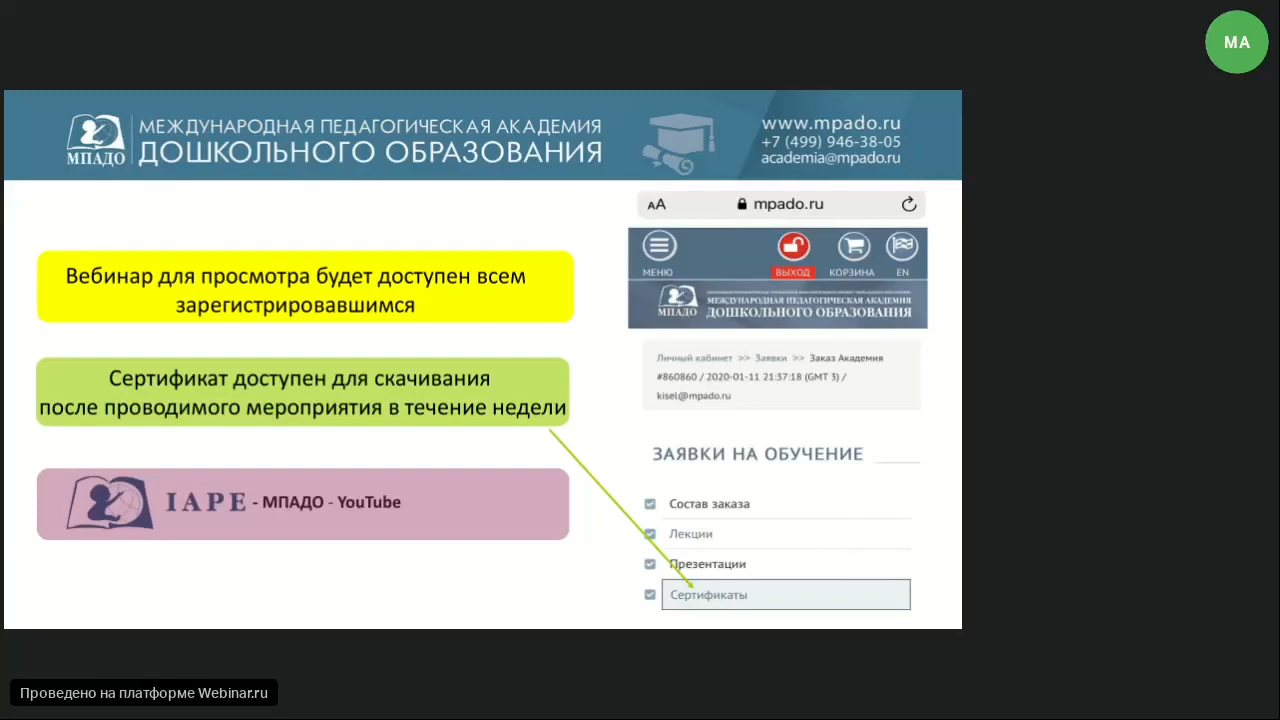 МА
МПАДО
МЕЖДУНАРОДНАЯ ПЕДАГОГИЧЕСКАЯ АКАДЕМИЯ
ДОШКОЛЬНОГО ОБРАЗОВАНИЯ
www.mpado.ru
+7 (499) 946-38-05
academia@mpado.ru
Вебинар для просмотра будет доступен всем
зарегистрировавшимся
Сертификат доступен для скачивания
после проводимого мероприятия в течение недели
IAPE - МПАДО - YouTube
AA mpado.ru
МЕНЮ ВЫХОД КОРЗИНА EN
МПАДО
МЕЖДУНАРОДНАЯ ПЕДАГОГИЧЕСКАЯ АКАДЕМИЯ
ДОШКОЛЬНОГО ОБРАЗОВАНИЯ
Личный кабинет >> Заявки >> Заказ Академия
#860860 / 2020-01-11 21:37:18 (GMT 3) /
kisel@mpado.ru
ЗАЯВКИ НА ОБУЧЕНИЕ
Состав заказа
Лекции
Презентации
Сертификаты
Проведено на платформе Webinar.ru